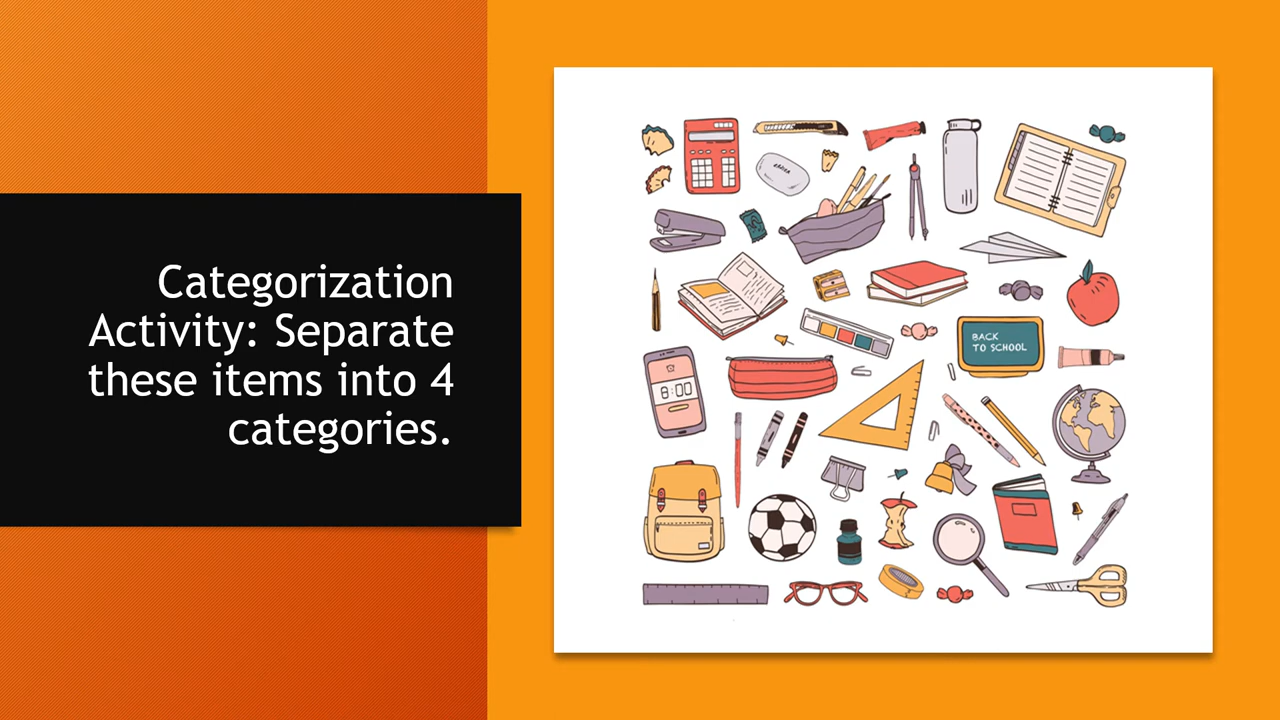 Categorization
Activity: Separate
these items into 4
categories.
BACK
TO SCHOOL
8:00